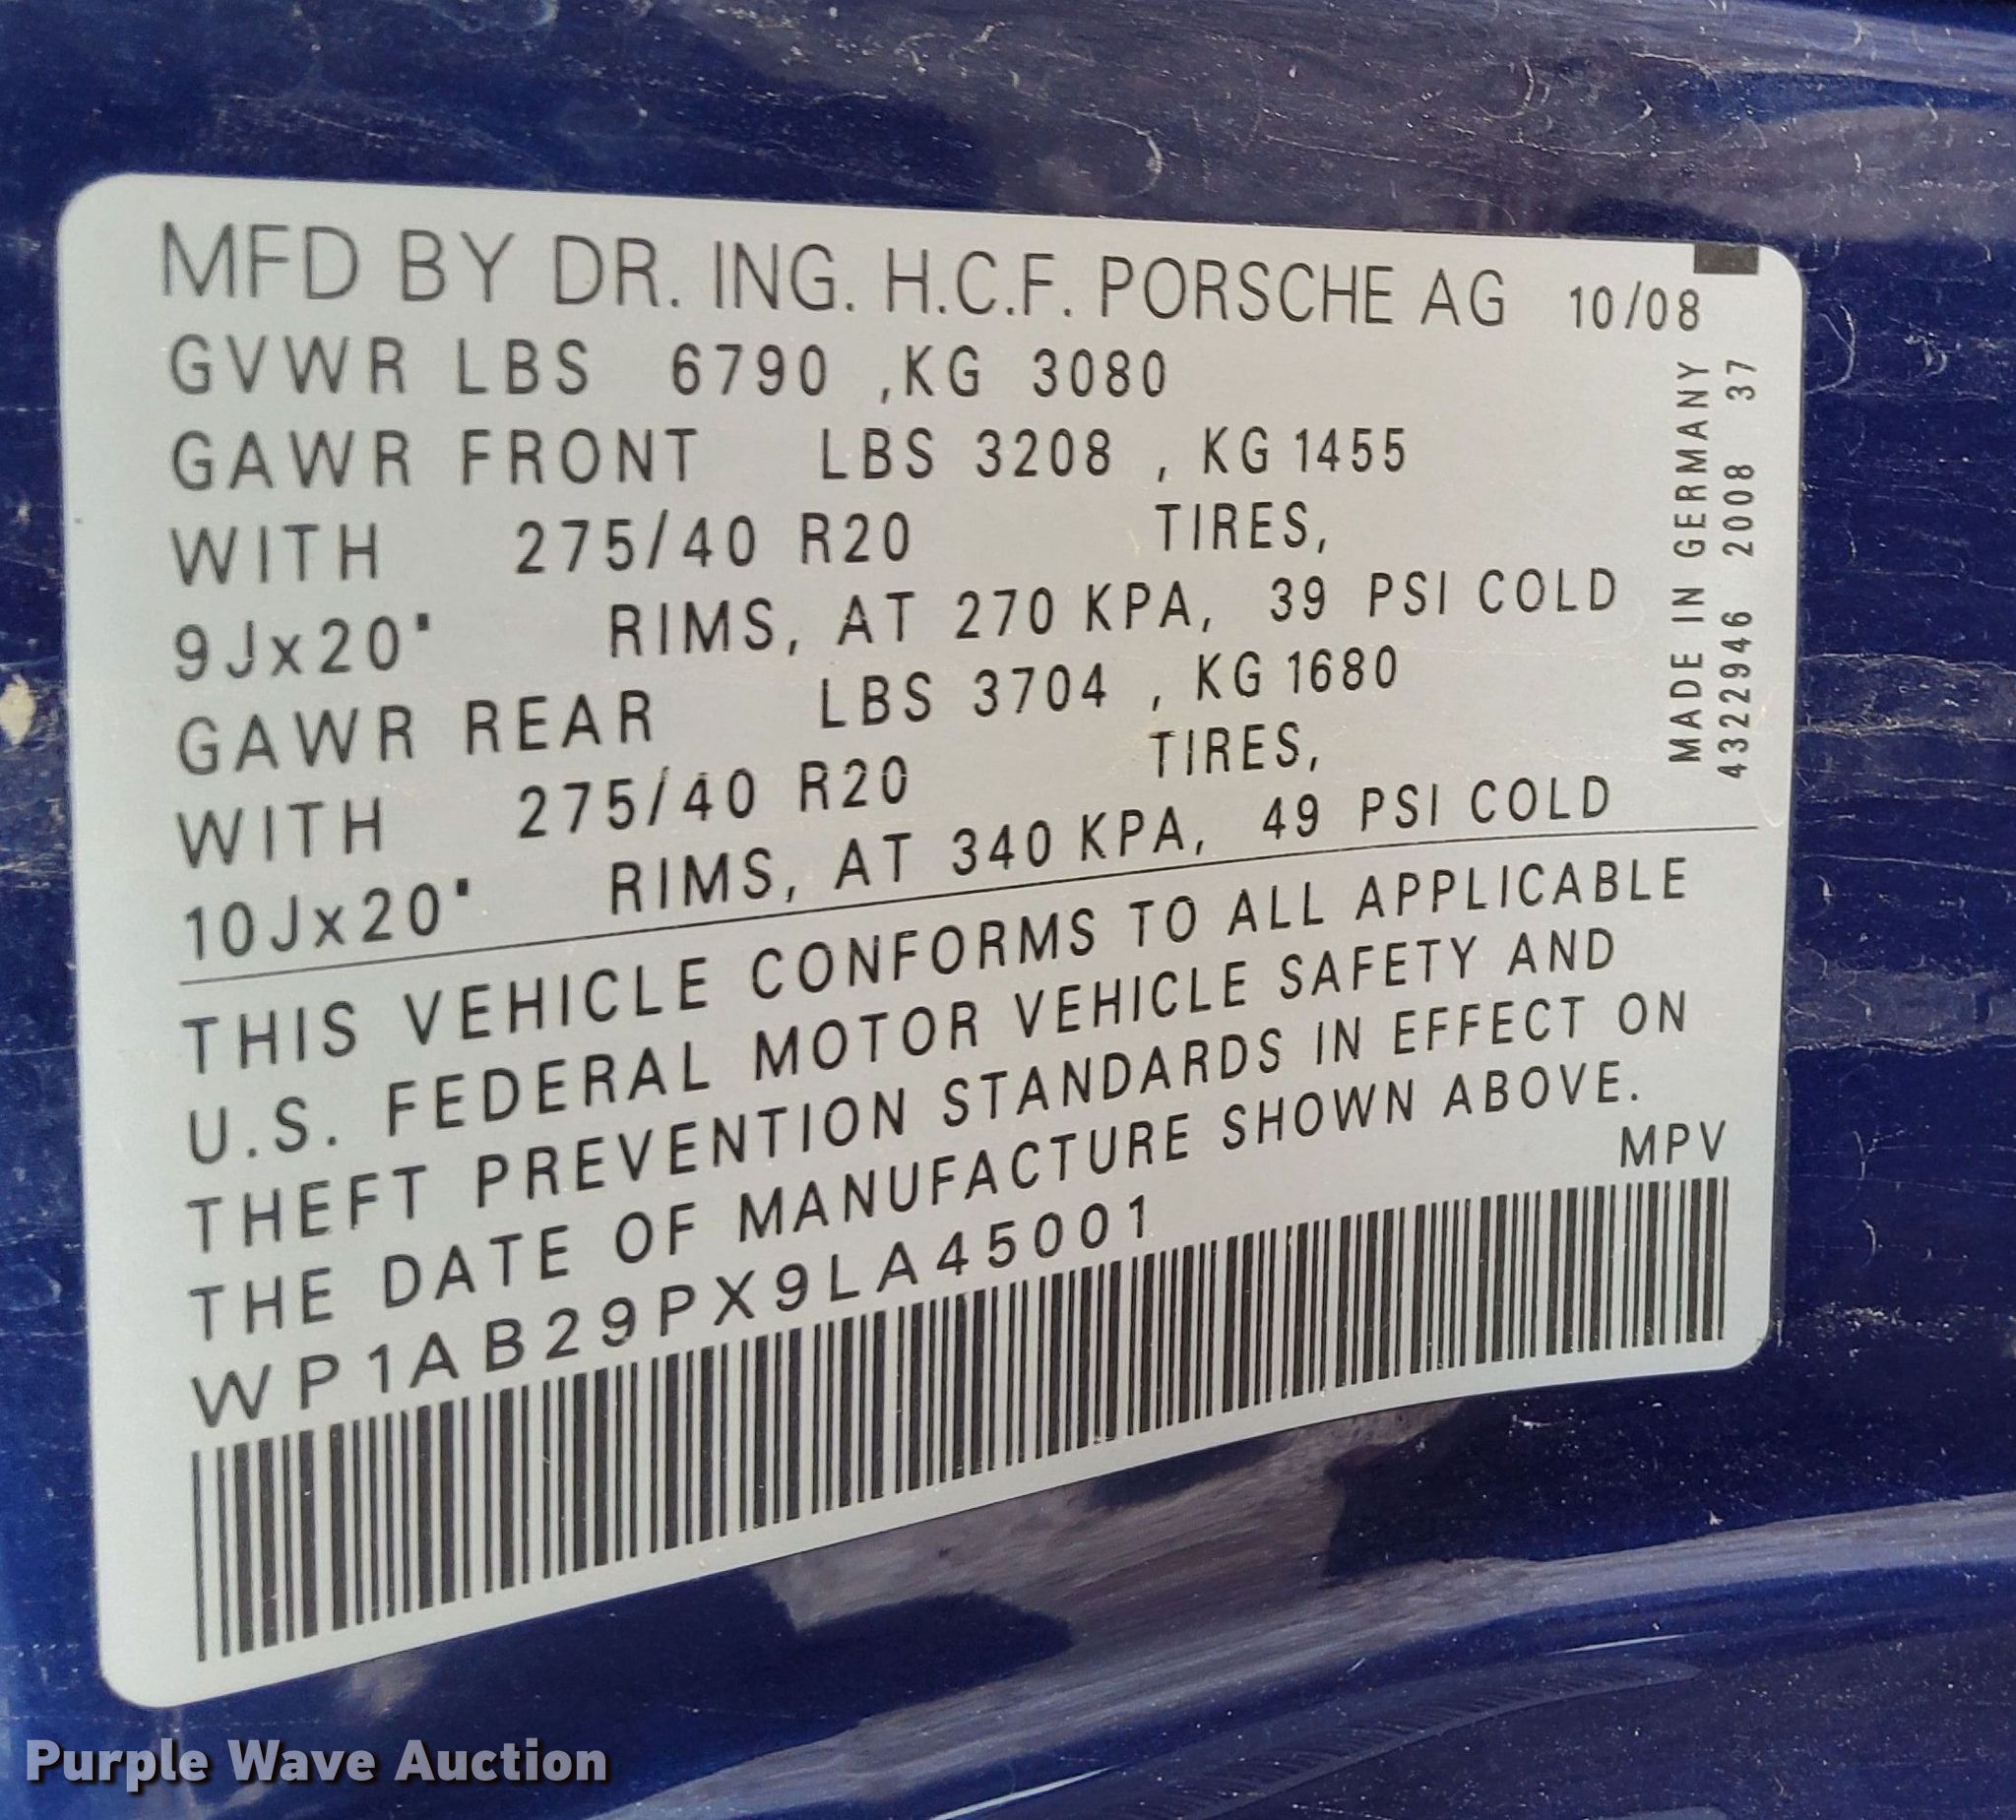 MFD BY DR. ING. H.C.F. PORSCHE AG 10/08
GVWR LBS 6790 ,KG 3080
GAWR FRONT LBS 3208 , KG 1455
WITH 275/40 R20 TIRES,
9Jx20" RIMS, AT 270 KPA, 39 PSI COLD
GAWR REAR LBS 3704 , KG 1680
WITH 275/40 R20 TIRES,
10Jx20" RIMS, AT 340 KPA, 49 PSI COLD
MADE IN GERMANY
4322946 2008 37
THIS VEHICLE CONFORMS TO ALL APPLICABLE
U.S. FEDERAL MOTOR VEHICLE SAFETY AND
THEFT PREVENTION STANDARDS IN EFFECT ON
THE DATE OF MANUFACTURE SHOWN ABOVE.
MPV
WP1AB29PX9LA45001
Purple Wave Auction